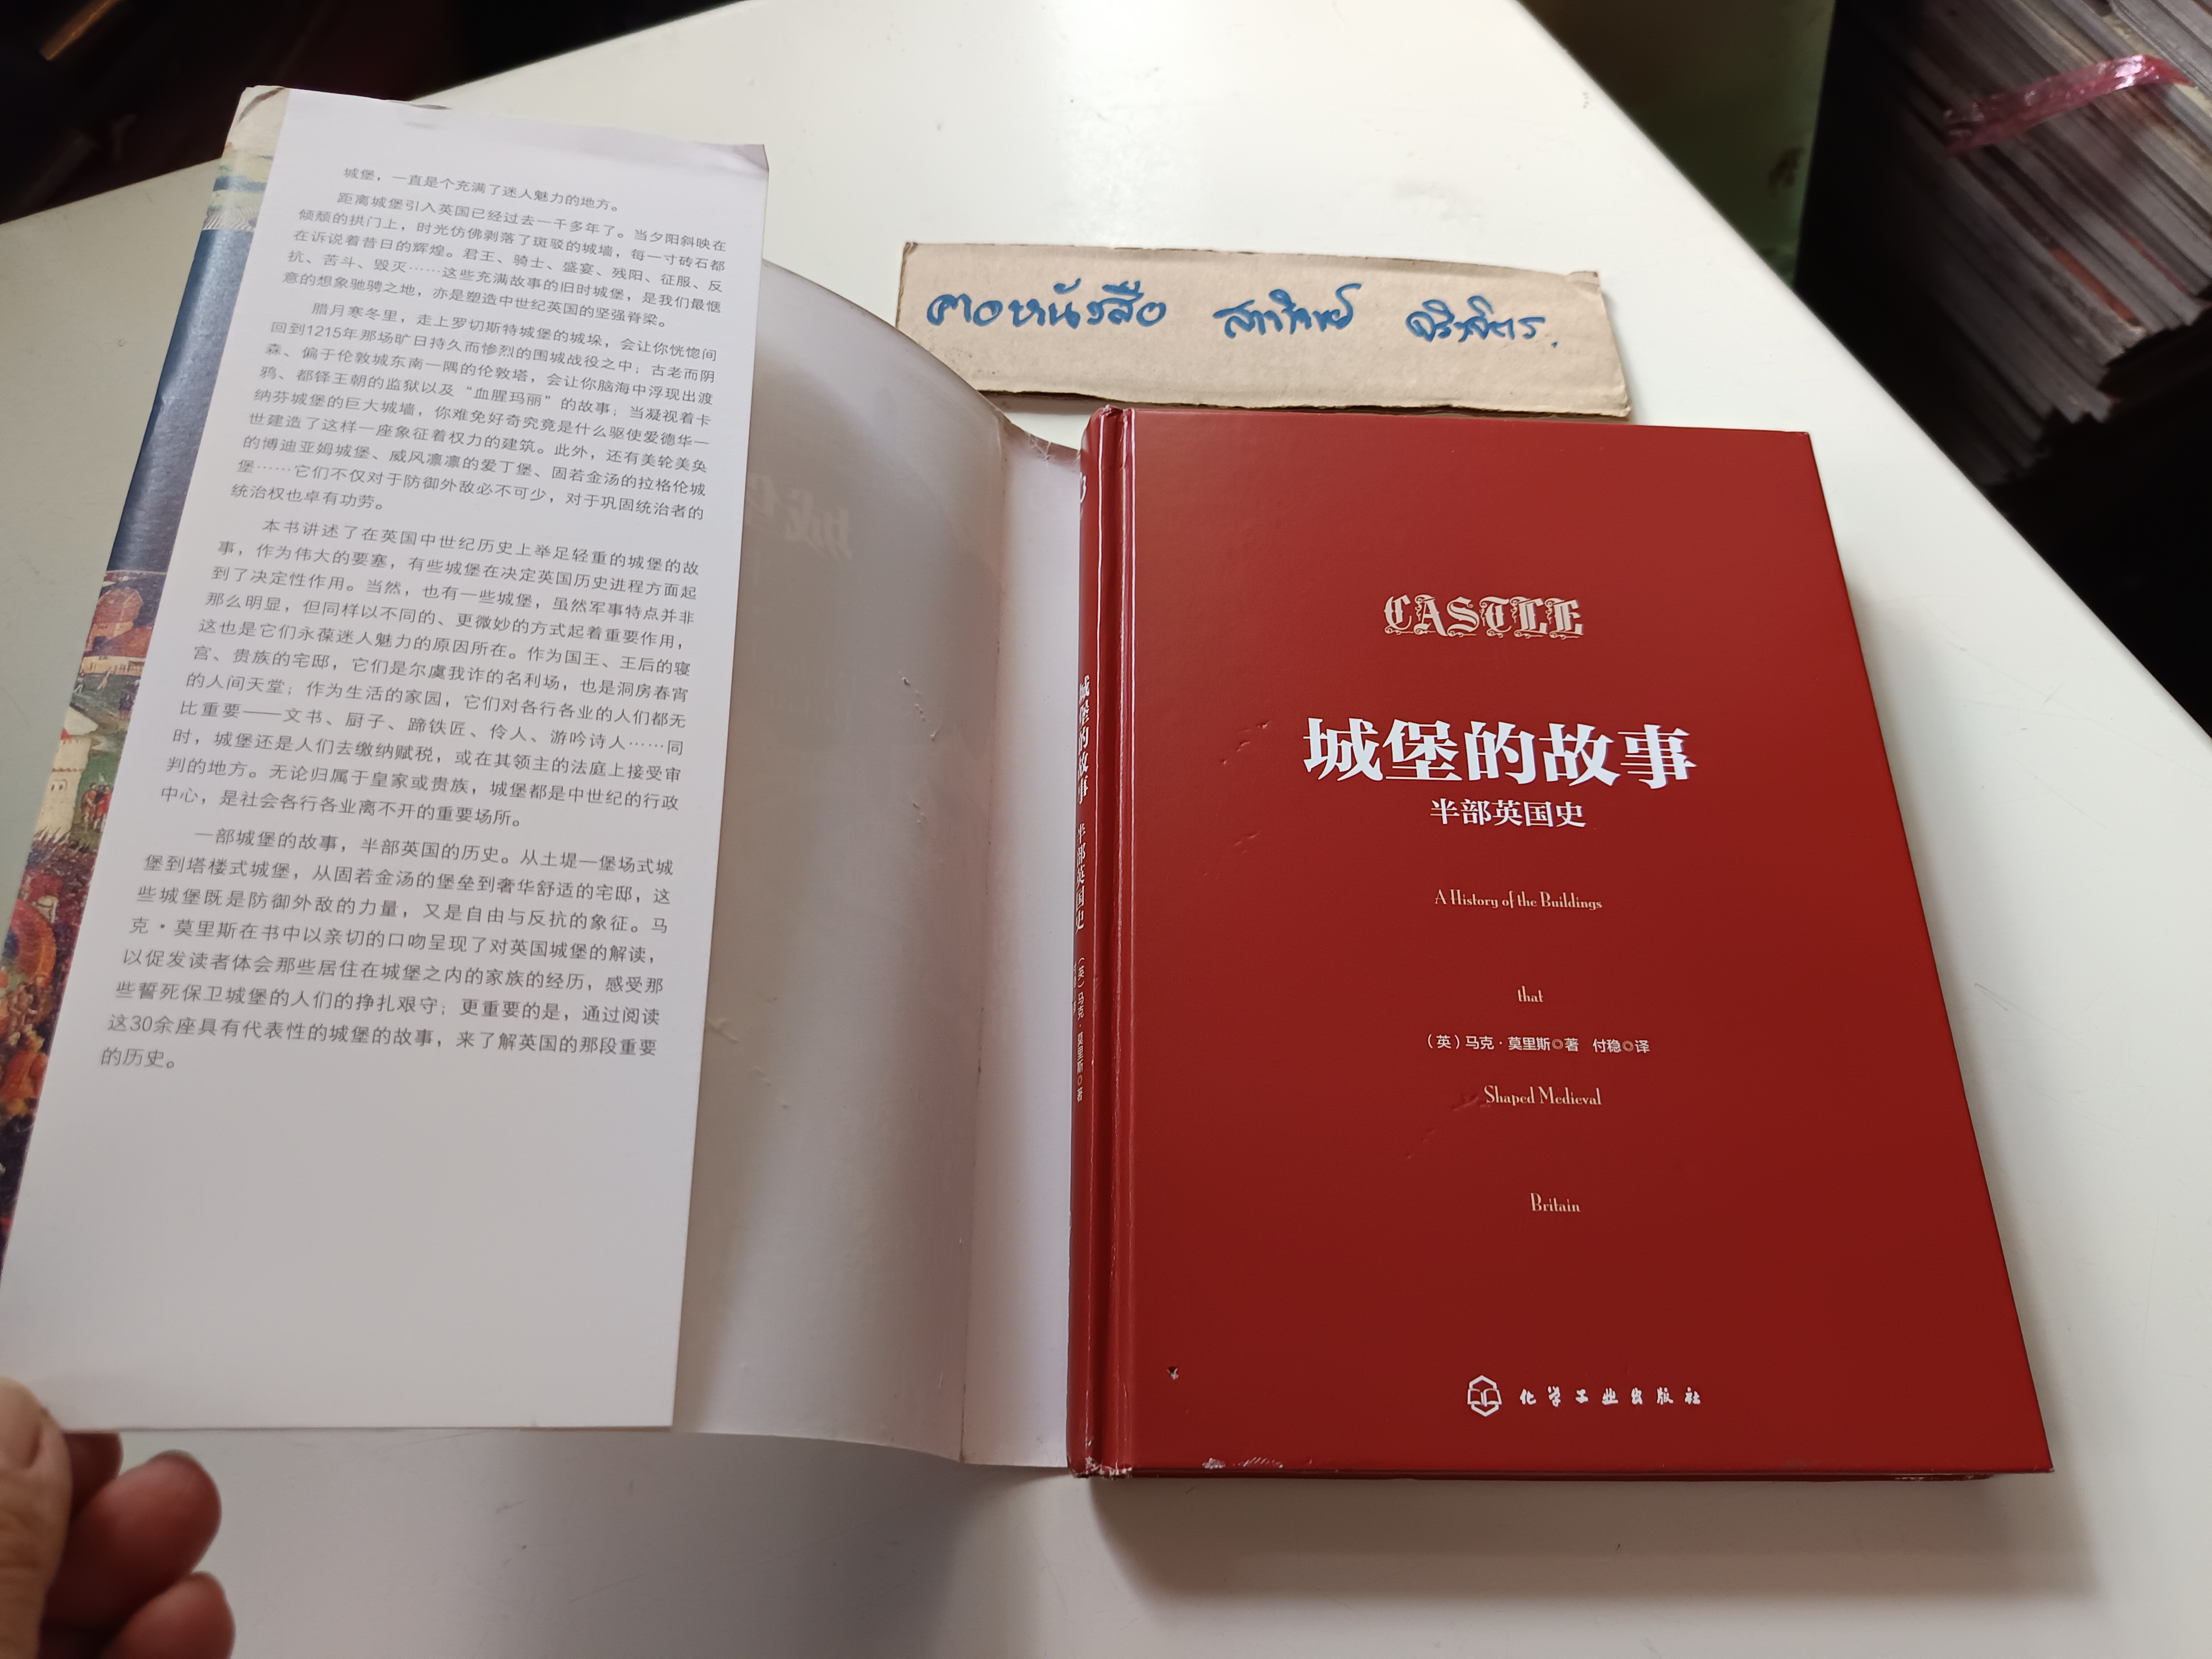 城堡，一直是个充满了迷人魅力的地方。
距离城堡引入英国已经过去一千多年了。当夕阳斜映在
倾颓的拱门上，时光仿佛剥落了斑驳的城墙，每一寸砖石都
在诉说着昔日的辉煌。君王、骑士、盛宴、残阳、征服、反
抗、苦斗、毁灭……这些充满故事的旧时城堡，是我们最惬
意的想象驰骋之地，亦是塑造中世纪英国的坚强脊梁。
腊月寒冬里，走上罗切斯特城堡的城垛，会让你恍惚间
回到1215年那场旷日持久而惨烈的围城战役之中；古老而阴
森、偏于伦敦城东南一隅的伦敦塔，会让你脑海中浮现出渡
鸦、都铎王朝的监狱以及“血腥玛丽”的故事；当凝视着卡
纳芬城堡的巨大城墙，你难免好奇究竟是什么驱使爱德华一
世建造了这样一座象征着权力的建筑。此外，还有美轮美奂
的博迪亚姆城堡、威风凛凛的爱丁堡、固若金汤的拉格伦城
堡……它们不仅对于防御外敌必不可少，对于巩固统治者的
统治权也卓有功劳。
本书讲述了在英国中世纪历史上举足轻重的城堡的故
事，作为伟大的要塞，有些城堡在决定英国历史进程方面起
到了决定性作用。当然，也有一些城堡，虽然军事特点并非
那么明显，但同样以不同的、更微妙的方式起着重要作用，
这也是它们永葆迷人魅力的原因所在。作为国王、王后的寝
宫、贵族的宅邸，它们是尔虞我诈的名利场，也是洞房春宵
的人间天堂；作为生活的家园，它们对各行各业的人们都无
比重要——文书、厨子、蹄铁匠、伶人、游吟诗人……同
时，城堡还是人们去缴纳赋税，或在其领主的法庭上接受审
判的地方。无论归属于皇家或贵族，城堡都是中世纪的行政
中心，是社会各行各业离不开的重要场所。
一部城堡的故事，半部英国的历史。从土堤—堡场式城
堡到塔楼式城堡，从固若金汤的堡垒到奢华舒适的宅邸，这
些城堡既是防御外敌的力量，又是自由与反抗的象征。马
克·莫里斯在书中以亲切的口吻呈现了对英国城堡的解读，
以促发读者体会那些居住在城堡之内的家族的经历，感受那
些誓死保卫城堡的人们的挣扎艰守；更重要的是，通过阅读
这30余座具有代表性的城堡的故事，来了解英国的那段重要
的历史。
城堡的故事 半部英国史 （英）马克·莫里斯◎著
CASTLE
城堡的故事
半部英国史
A History of the Buildings
that
（英）马克·莫里斯◎著 付稳◎译
Shaped Medieval
Britain
化学工业出版社